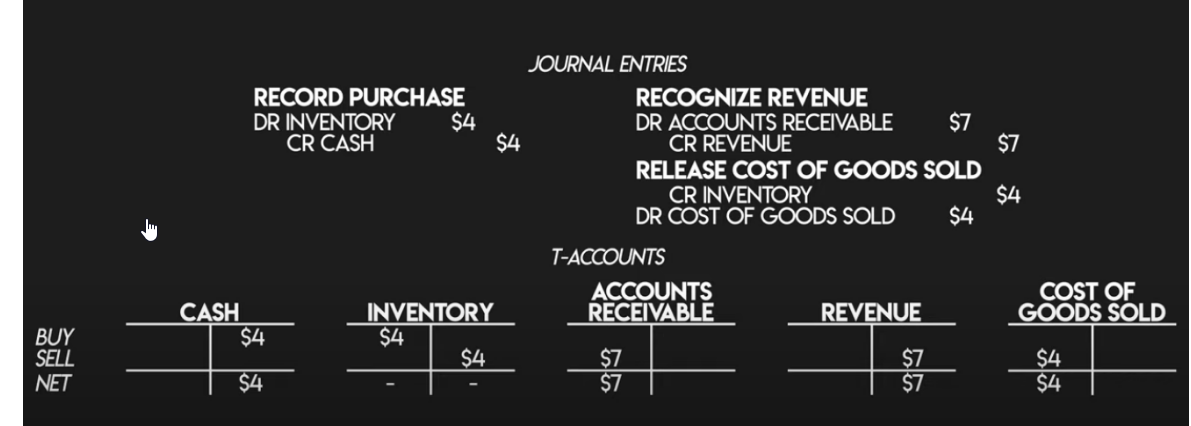 JOURNAL ENTRIES
RECORD PURCHASE
DR INVENTORY $4
CR CASH $4
RECOGNIZE REVENUE
DR ACCOUNTS RECEIVABLE $7
CR REVENUE $7
RELEASE COST OF GOODS SOLD
CR INVENTORY $4
DR COST OF GOODS SOLD $4
T-ACCOUNTS
CASH INVENTORY ACCOUNTS RECEIVABLE REVENUE COST OF GOODS SOLD
BUY $4 $4
SELL $4 $7 $7 $4
NET $4 - - $7 $7 $4